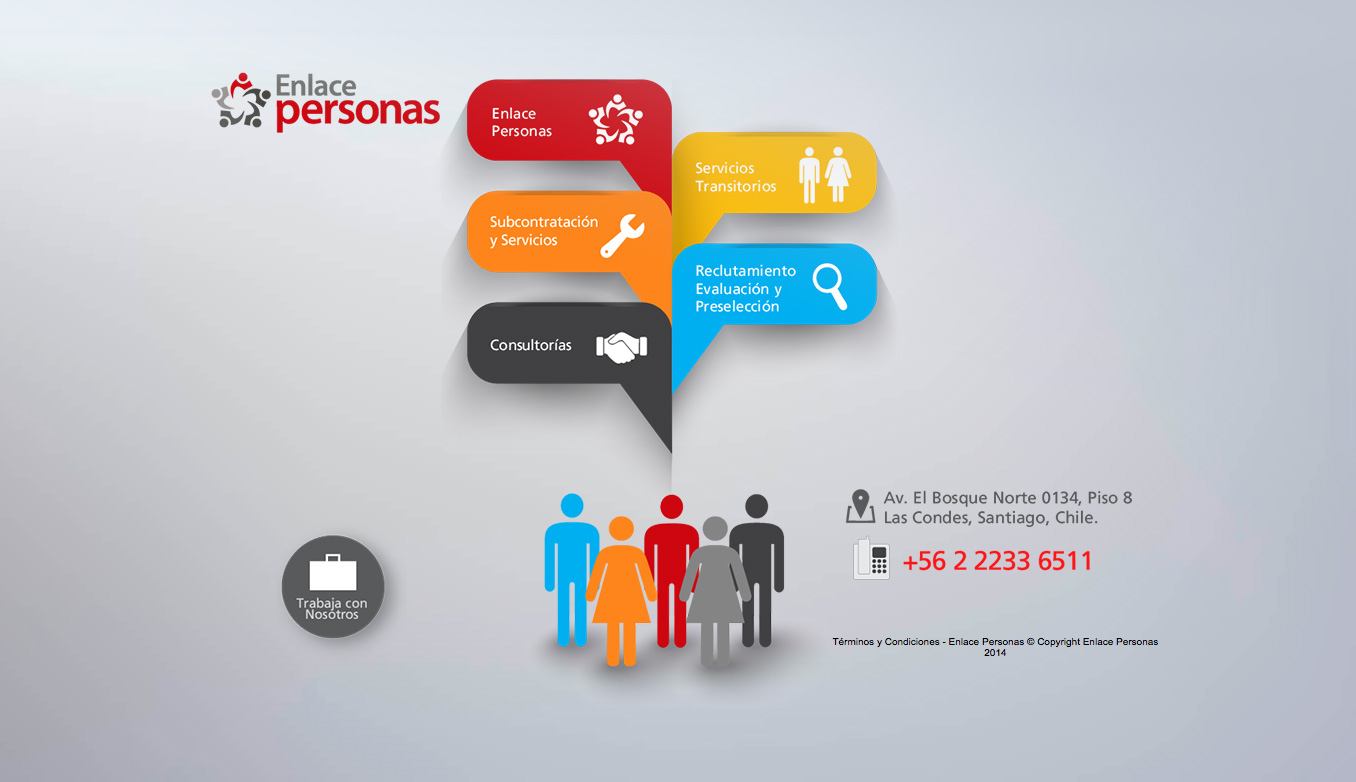 Enlace
personas
Enlace
Personas
Servicios
Transitorios
Subcontratación
y Servicios
Reclutamiento
Evaluación y
Preselección
Consultorías
Av. El Bosque Norte 0134, Piso 8
Las Condes, Santiago, Chile.
+56 2 2233 6511
Trabaja con
Nosotros
Términos y Condiciones - Enlace Personas © Copyright Enlace Personas
2014